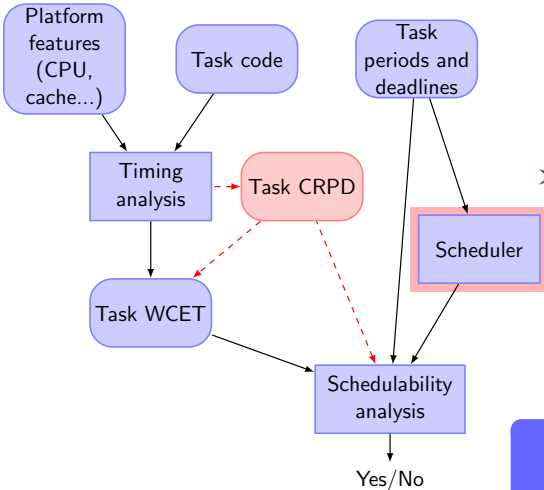 Platform
features
(CPU,
cache...)
Task code
Task
periods and
deadlines
Timing
analysis
Task CRPD
Scheduler
Task WCET
Schedulability
analysis
Yes/No